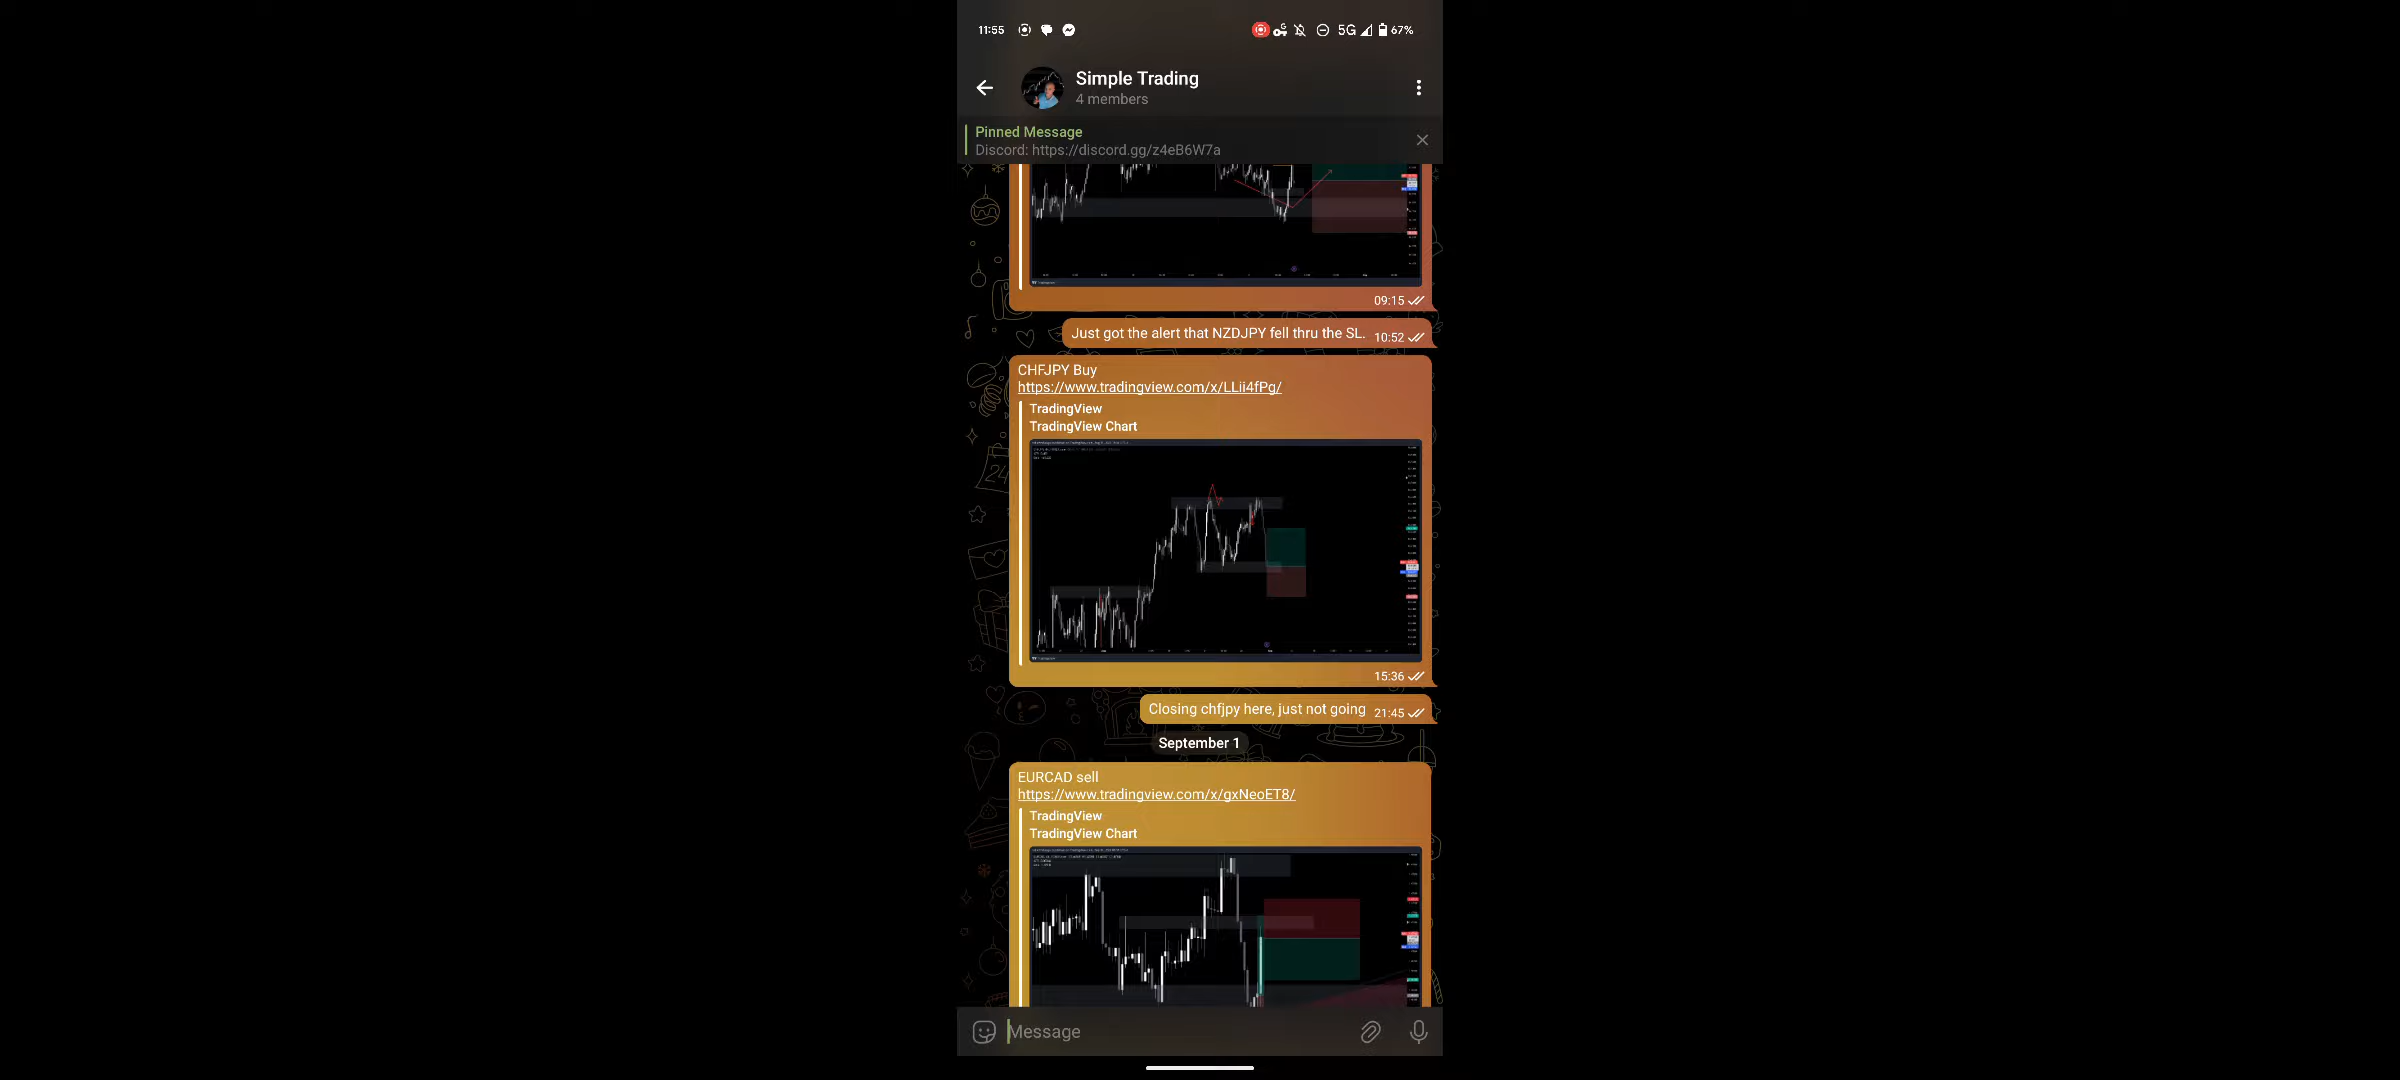 11:55
5G
67%
Simple Trading
4 members
Pinned Message
Discord: https://discord.gg/z4eB6W7a
09:15
Just got the alert that NZDJPY fell thru the SL.
10:52
CHFJPY Buy
https://www.tradingview.com/x/LLii4fPg/
TradingView
TradingView Chart
15:36
Closing chfjpy here, just not going
21:45
September 1
EURCAD sell
https://www.tradingview.com/x/gxNeoET8/
TradingView
TradingView Chart
Message